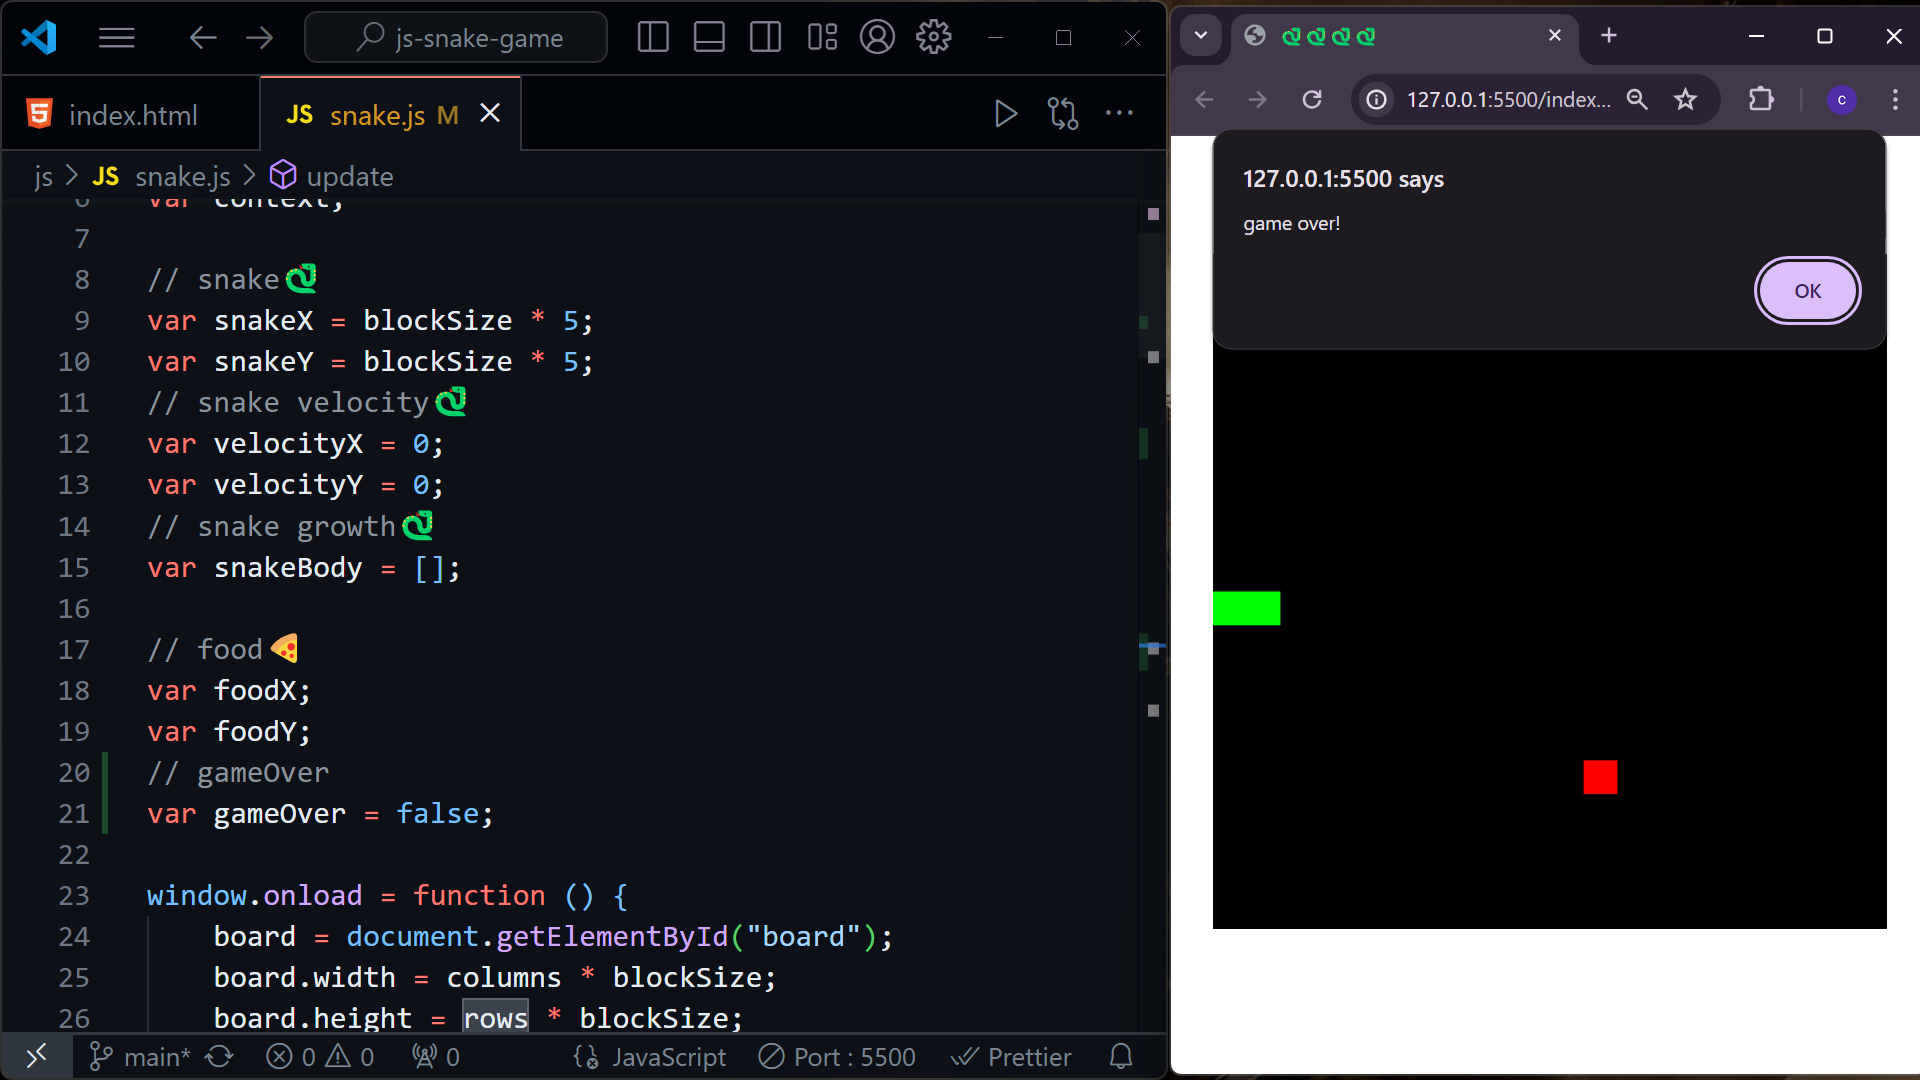 js-snake-game
index.html
JS snake.js M
js > JS snake.js > update
6 var context;
7
8 // snake🐍
9 var snakeX = blockSize * 5;
10 var snakeY = blockSize * 5;
11 // snake velocity🐍
12 var velocityX = 0;
13 var velocityY = 0;
14 // snake growth🐍
15 var snakeBody = [];
16
17 // food🍕
18 var foodX;
19 var foodY;
20 // gameOver
21 var gameOver = false;
22
23 window.onload = function () {
24 board = document.getElementById("board");
25 board.width = columns * blockSize;
26 board.height = rows * blockSize;
main* 0 0 0 JavaScript Port : 5500 Prettier
🐍🐍🐍🐍
127.0.0.1:5500/index...
c
127.0.0.1:5500 says
game over!
OK